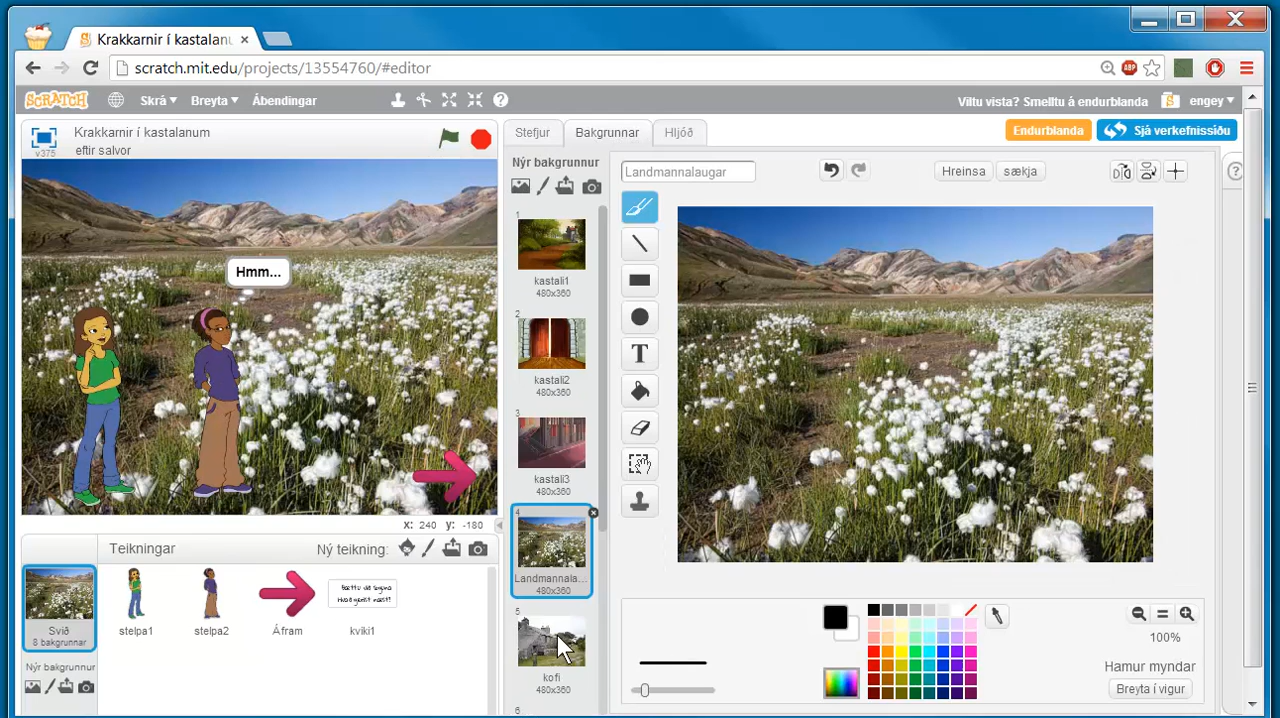 Krakkarnir í kastalanu
scratch.mit.edu/projects/13554760/#editor
ABP
SCRATCH
Skrá
Breyta
Ábendingar
Viltu vista? Smelltu á endurblanda
engey
v375
Krakkarnir í kastalanum
eftir salvor
Stefjur
Bakgrunnar
Hljóð
Endurblanda
Sjá verkefnissíðu
Nýr bakgrunnur
Landmannalaugar
Hreinsa
sækja
1
kastali1
480x360
2
kastali2
480x360
3
kastali3
480x360
4
Landmannala...
480x360
5
kofi
480x360
6
Hmm...
x: 240 y: -180
Teikningar
Ný teikning:
Svið
8 bakgrunnar
stelpa1
stelpa2
Áfram
kviki1
Nýr bakgrunnur
T
100%
Hamur myndar
Breyta í vigur